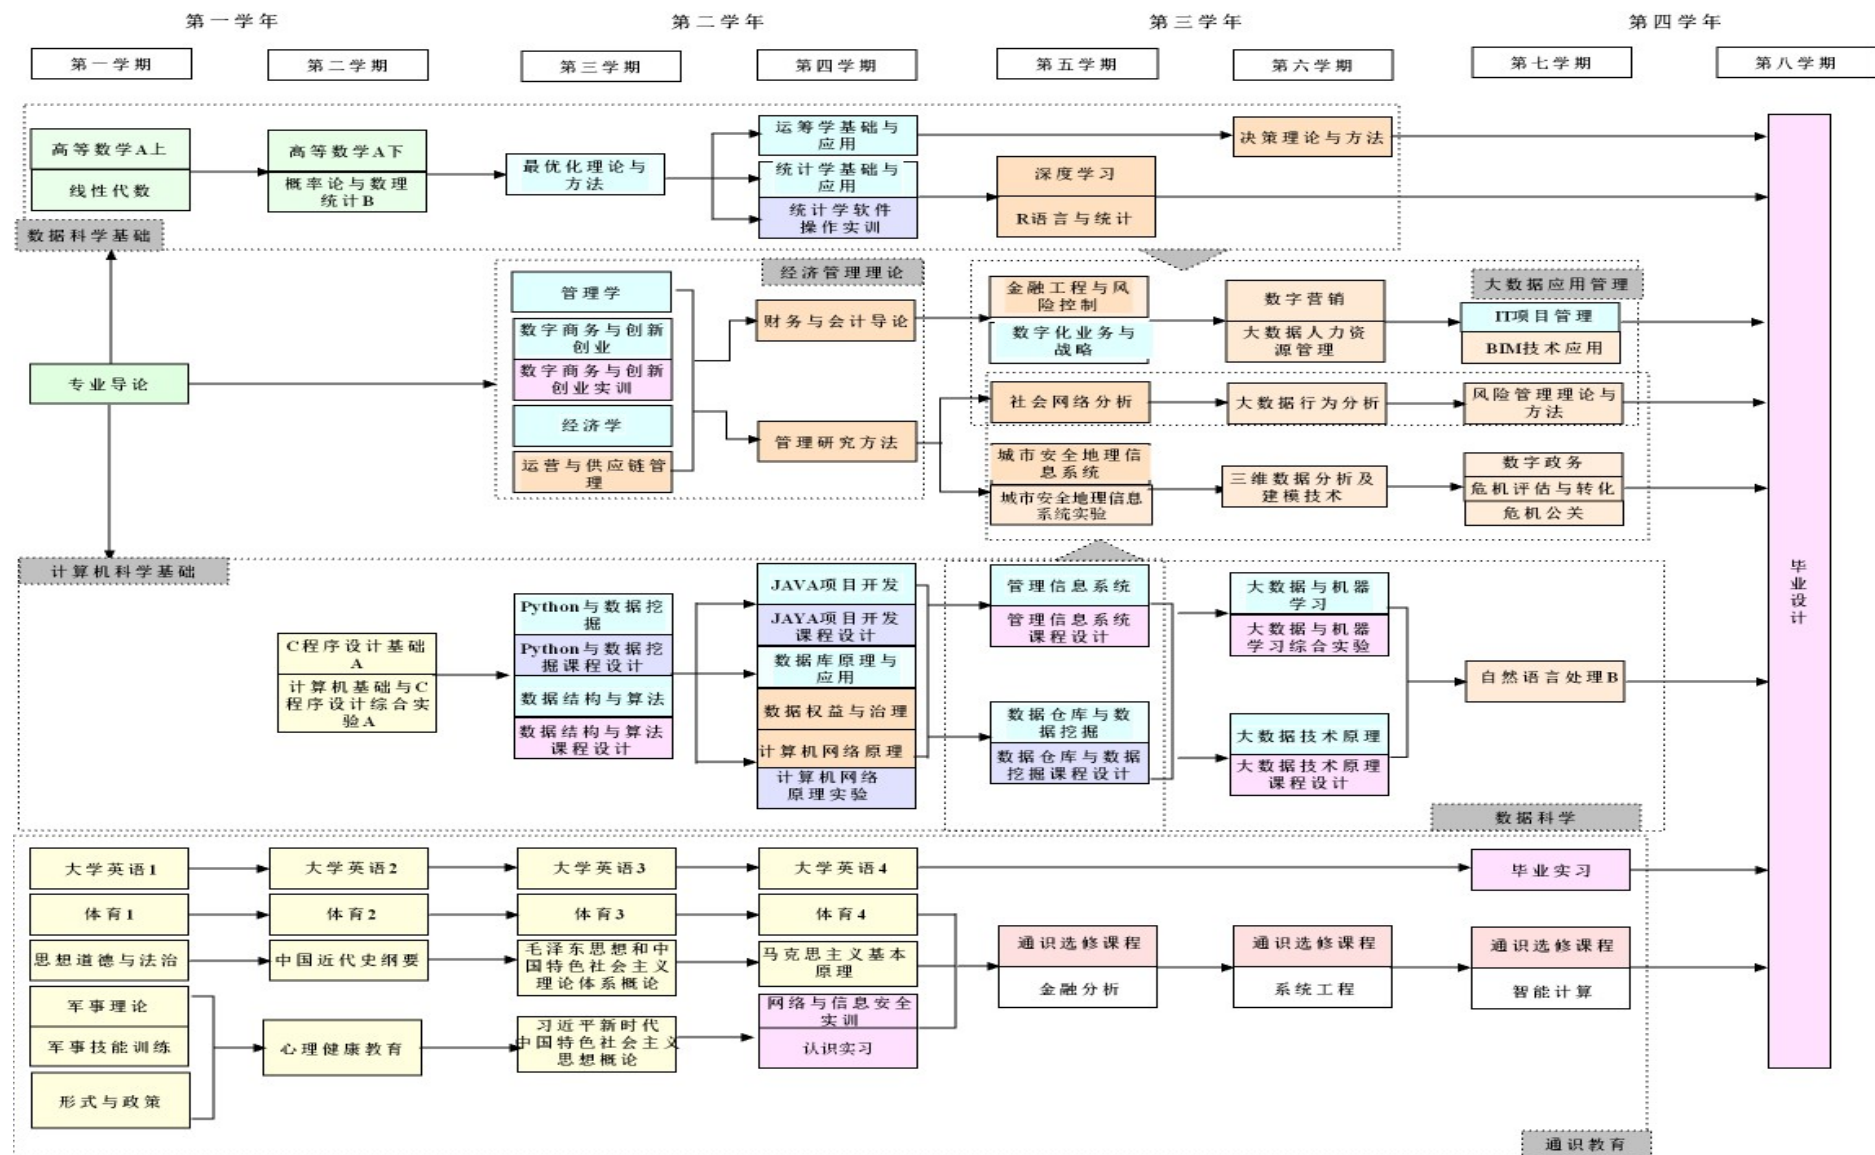 第一学年
第二学年
第三学年
第四学年
第一学期
第二学期
第三学期
第四学期
第五学期
第六学期
第七学期
第八学期
高等数学A上
线性代数
高等数学A下
概率论与数理
统计B
最优化理论与
方法
运筹学基础与
应用
统计学基础与
应用
统计学软件
操作实训
深度学习
R语言与统计
决策理论与方法
数据科学基础
专业导论
经济管理理论
管理学
数字商务与创新
创业
数字商务与创新
创业实训
经济学
运营与供应链管
理
财务与会计导论
管理研究方法
大数据应用管理
金融工程与风
险控制
数字化业务与
战略
数字营销
大数据人力资
源管理
IT项目管理
BIM技术应用
社会网络分析
大数据行为分析
风险管理理论与
方法
城市安全地理信
息系统
城市安全地理信息
系统实验
三维数据分析及
建模技术
数字政务
危机评估与转化
危机公关
计算机科学基础
C程序设计基础
A
计算机基础与C
程序设计综合实
验A
Python与数据挖
掘
Python与数据挖
掘课程设计
数据结构与算法
数据结构与算法
课程设计
JAVA项目开发
JAYA项目开发
课程设计
数据库原理与
应用
数据权益与治理
计算机网络原理
计算机网络
原理实验
管理信息系统
管理信息系统
课程设计
数据仓库与数
据挖掘
数据仓库与数据
挖掘课程设计
大数据与机器
学习
大数据与机器
学习综合实验
大数据技术原理
大数据技术原理
课程设计
自然语言处理B
数据科学
毕业设计
大学英语1
大学英语2
大学英语3
大学英语4
毕业实习
体育1
体育2
体育3
体育4
思想道德与法治
中国近代史纲要
毛泽东思想和中
国特色社会主义
理论体系概论
马克思主义基本
原理
军事理论
军事技能训练
形式与政策
心理健康教育
习近平新时代
中国特色社会主义
思想概论
网络与信息安全
实训
认识实习
通识选修课程
金融分析
通识选修课程
系统工程
通识选修课程
智能计算
通识教育